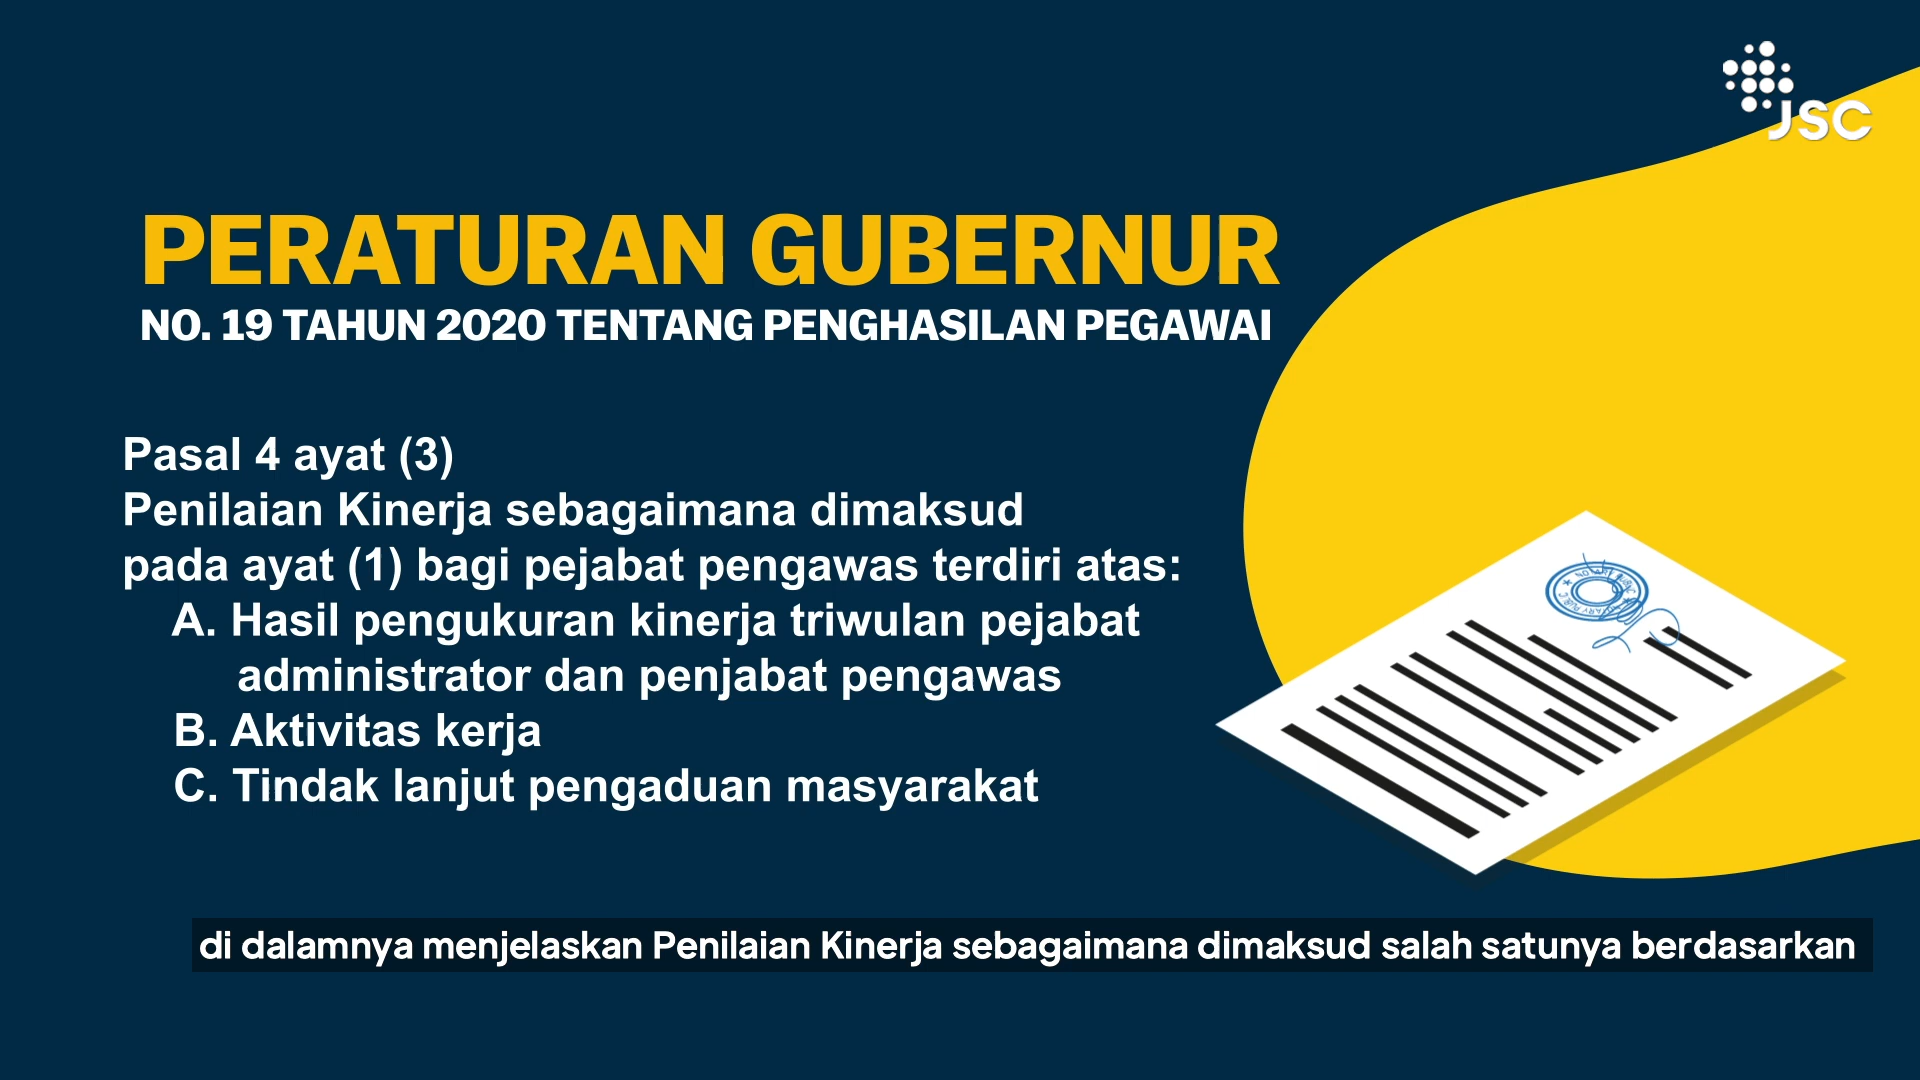 JSC
PERATURAN GUBERNUR
NO. 19 TAHUN 2020 TENTANG PENGHASILAN PEGAWAI
Pasal 4 ayat (3)
Penilaian Kinerja sebagaimana dimaksud
pada ayat (1) bagi pejabat pengawas terdiri atas:
A. Hasil pengukuran kinerja triwulan pejabat
administrator dan penjabat pengawas
B. Aktivitas kerja
C. Tindak lanjut pengaduan masyarakat
di dalamnya menjelaskan Penilaian Kinerja sebagaimana dimaksud salah satunya berdasarkan